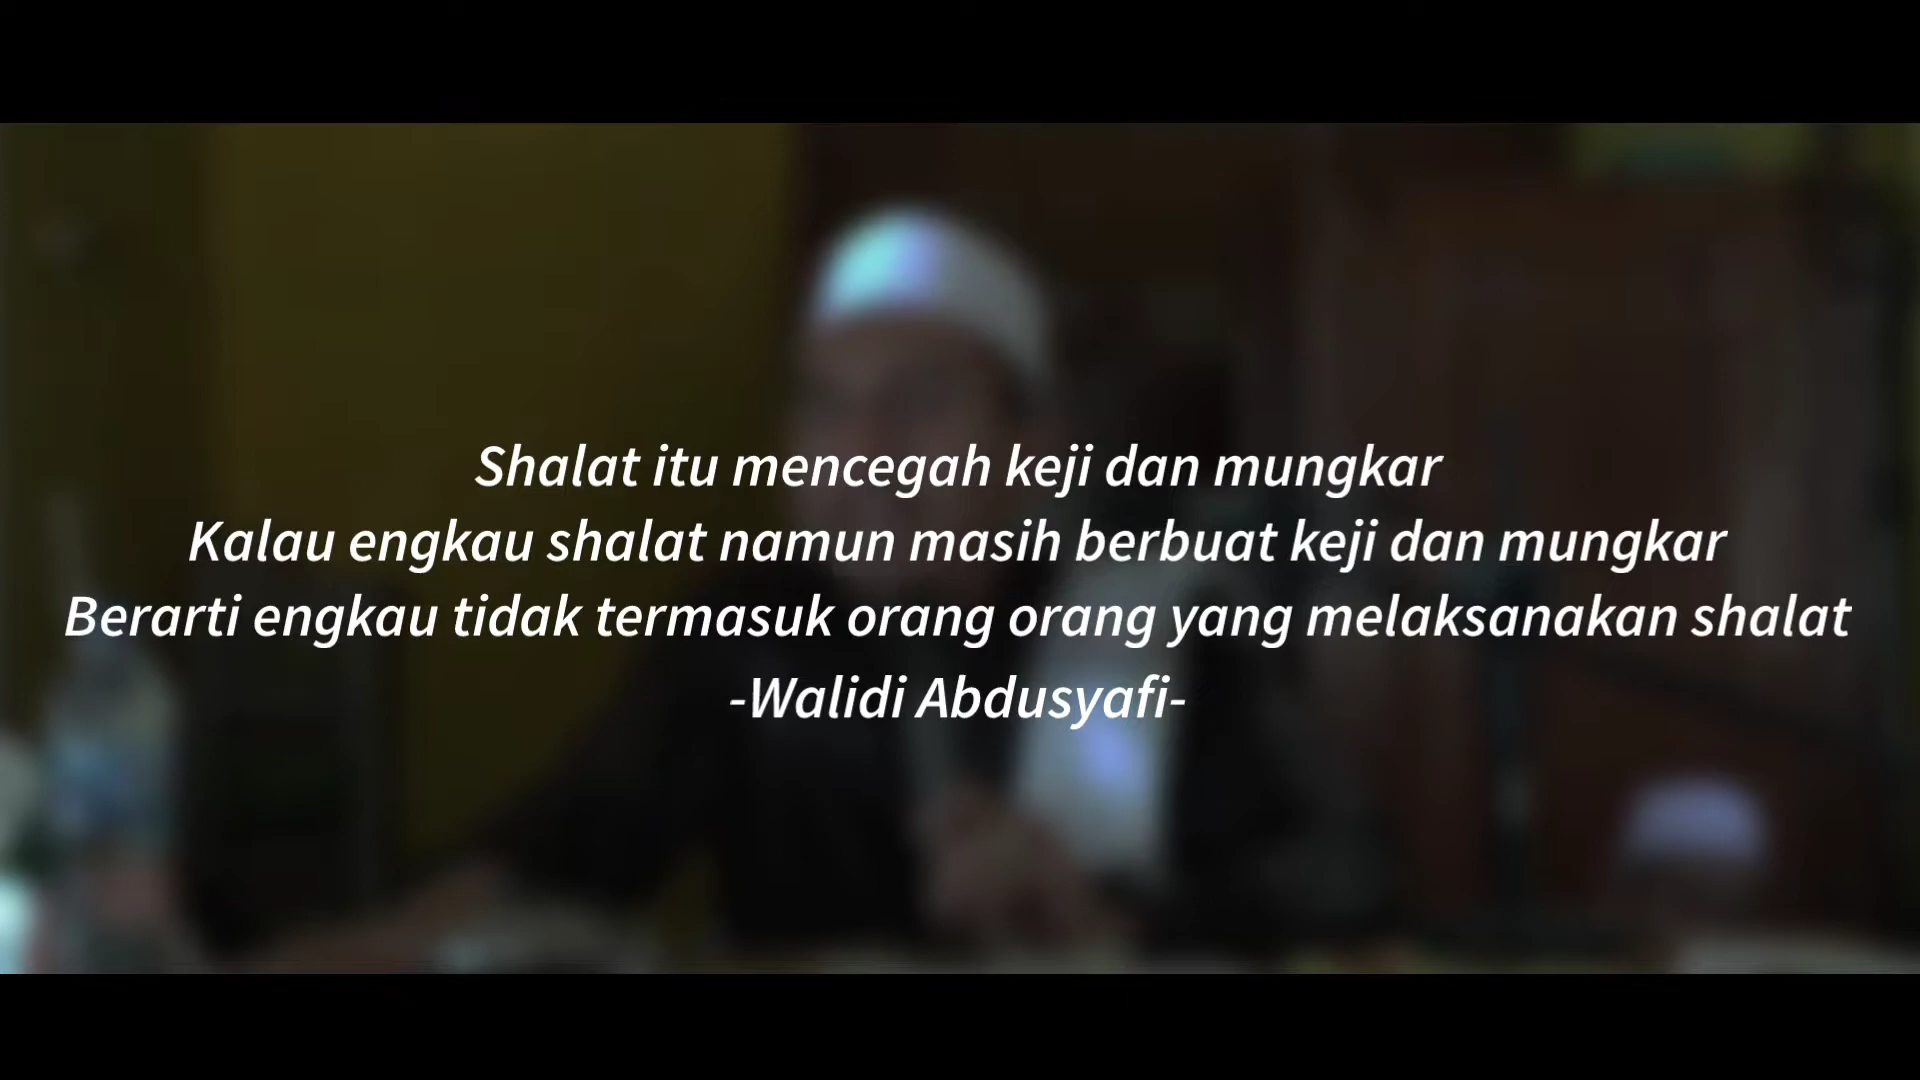 Shalat itu mencegah keji dan mungkar
Kalau engkau shalat namun masih berbuat keji dan mungkar
Berarti engkau tidak termasuk orang orang yang melaksanakan shalat
-Walidi Abdusyafi-